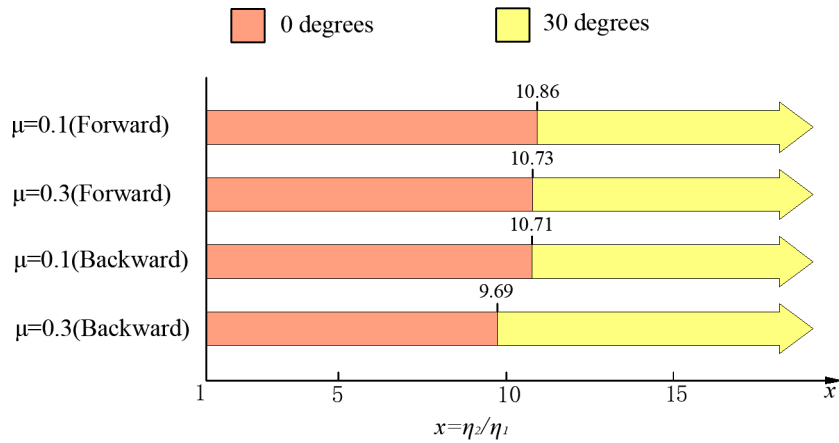 0 degrees 30 degrees
10.86
μ=0.1(Forward)
10.73
μ=0.3(Forward)
10.71
μ=0.1(Backward)
9.69
μ=0.3(Backward)
1 5 10 15 x
x=η₂/η₁